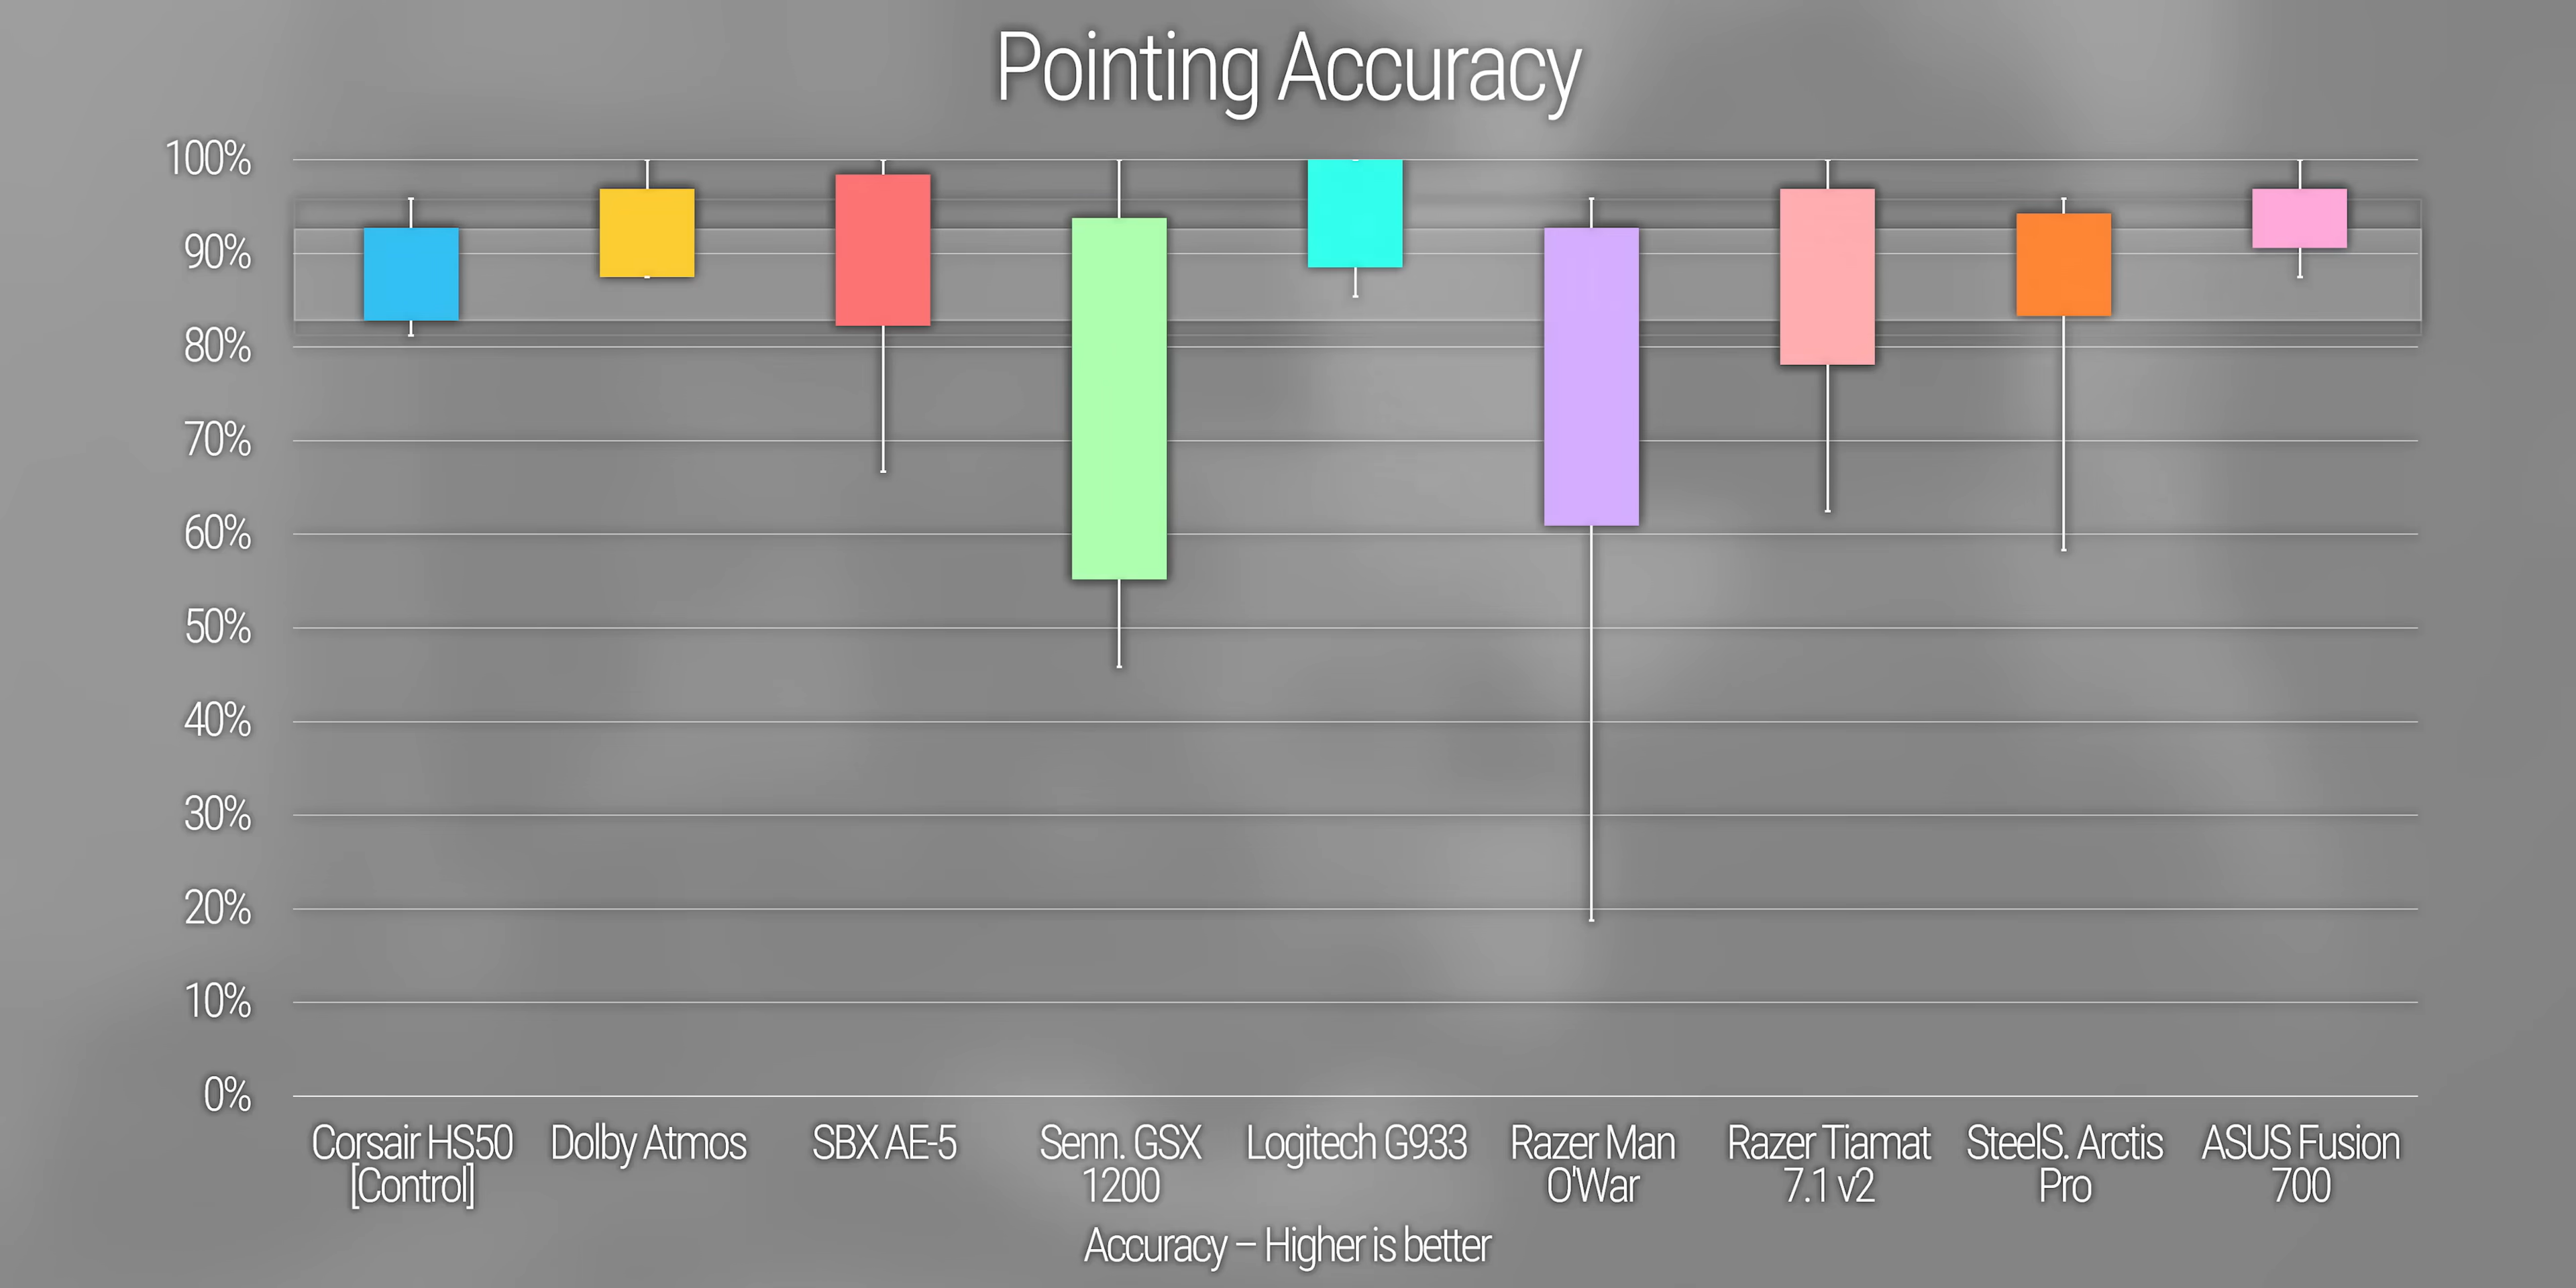 Pointing Accuracy
100%
90%
80%
70%
60%
50%
40%
30%
20%
10%
0%
Corsair HS50
[Control]
Dolby Atmos
SBX AE-5
Senn. GSX
1200
Logitech G933
Razer Man
O'War
Razer Tiamat
7.1 v2
SteelS. Arctis
Pro
ASUS Fusion
700
Accuracy – Higher is better